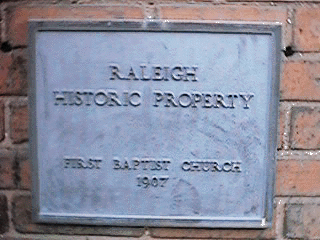 RALEIGH
HISTORIC PROPERTY
FIRST BAPTIST CHURCH
1907